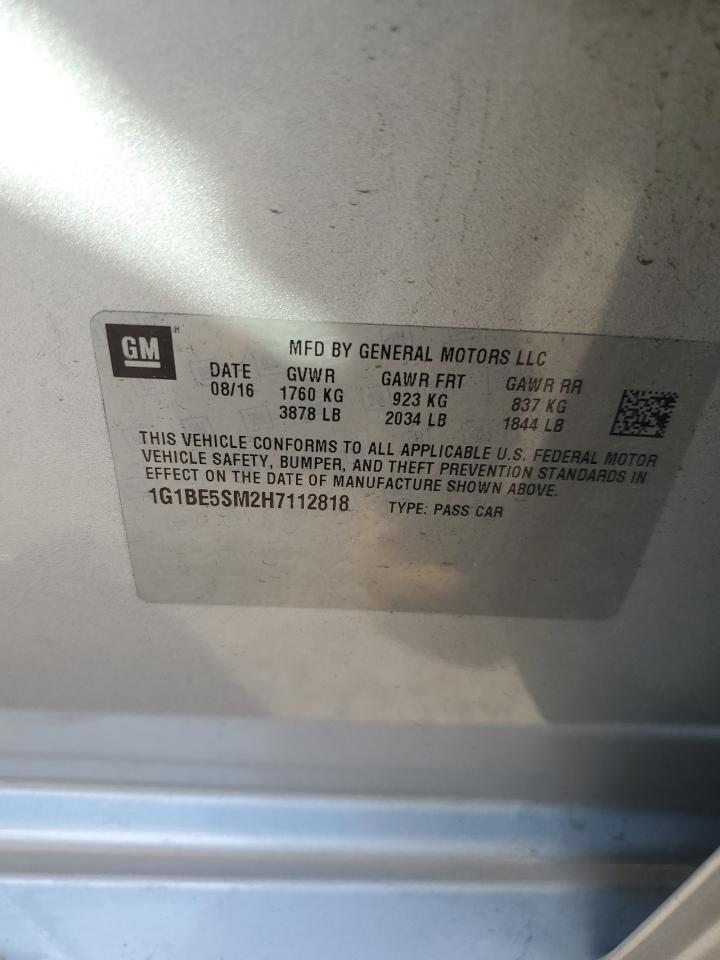 GM
MFD BY GENERAL MOTORS LLC
DATE GVWR GAWR FRT GAWR RR
08/16 1760 KG 923 KG 837 KG
3878 LB 2034 LB 1844 LB
THIS VEHICLE CONFORMS TO ALL APPLICABLE U.S. FEDERAL MOTOR
VEHICLE SAFETY, BUMPER, AND THEFT PREVENTION STANDARDS IN
EFFECT ON THE DATE OF MANUFACTURE SHOWN ABOVE.
1G1BE5SM2H7112818 TYPE: PASS CAR